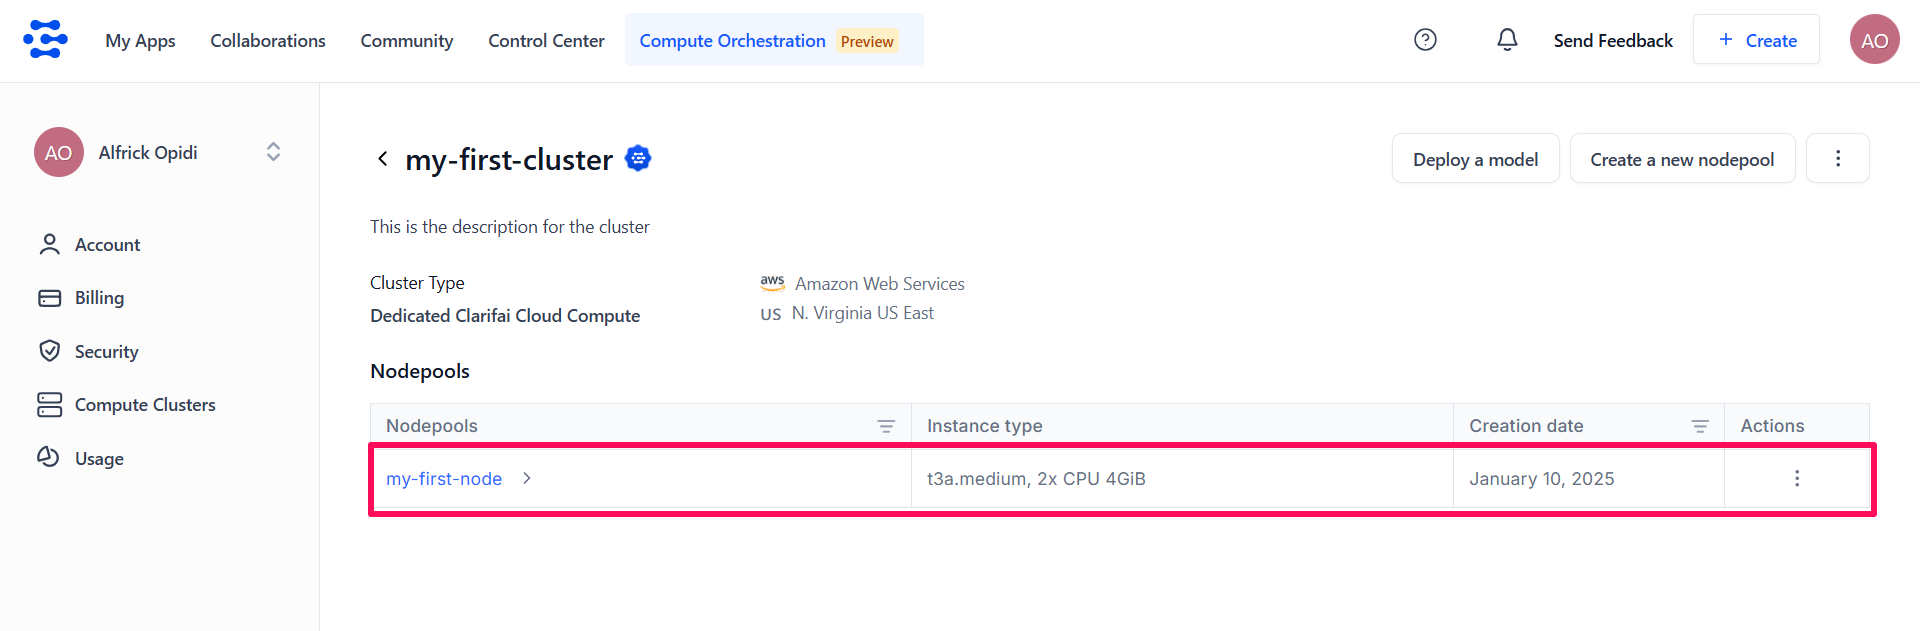 My Apps Collaborations Community Control Center Compute Orchestration Preview Send Feedback + Create AO
AO Alfrick Opidi
Account
Billing
Security
Compute Clusters
Usage
my-first-cluster
Deploy a model Create a new nodepool
This is the description for the cluster
Cluster Type
Dedicated Clarifai Cloud Compute
aws Amazon Web Services
US N. Virginia US East
Nodepools
Nodepools Instance type Creation date Actions
my-first-node t3a.medium, 2x CPU 4GiB January 10, 2025